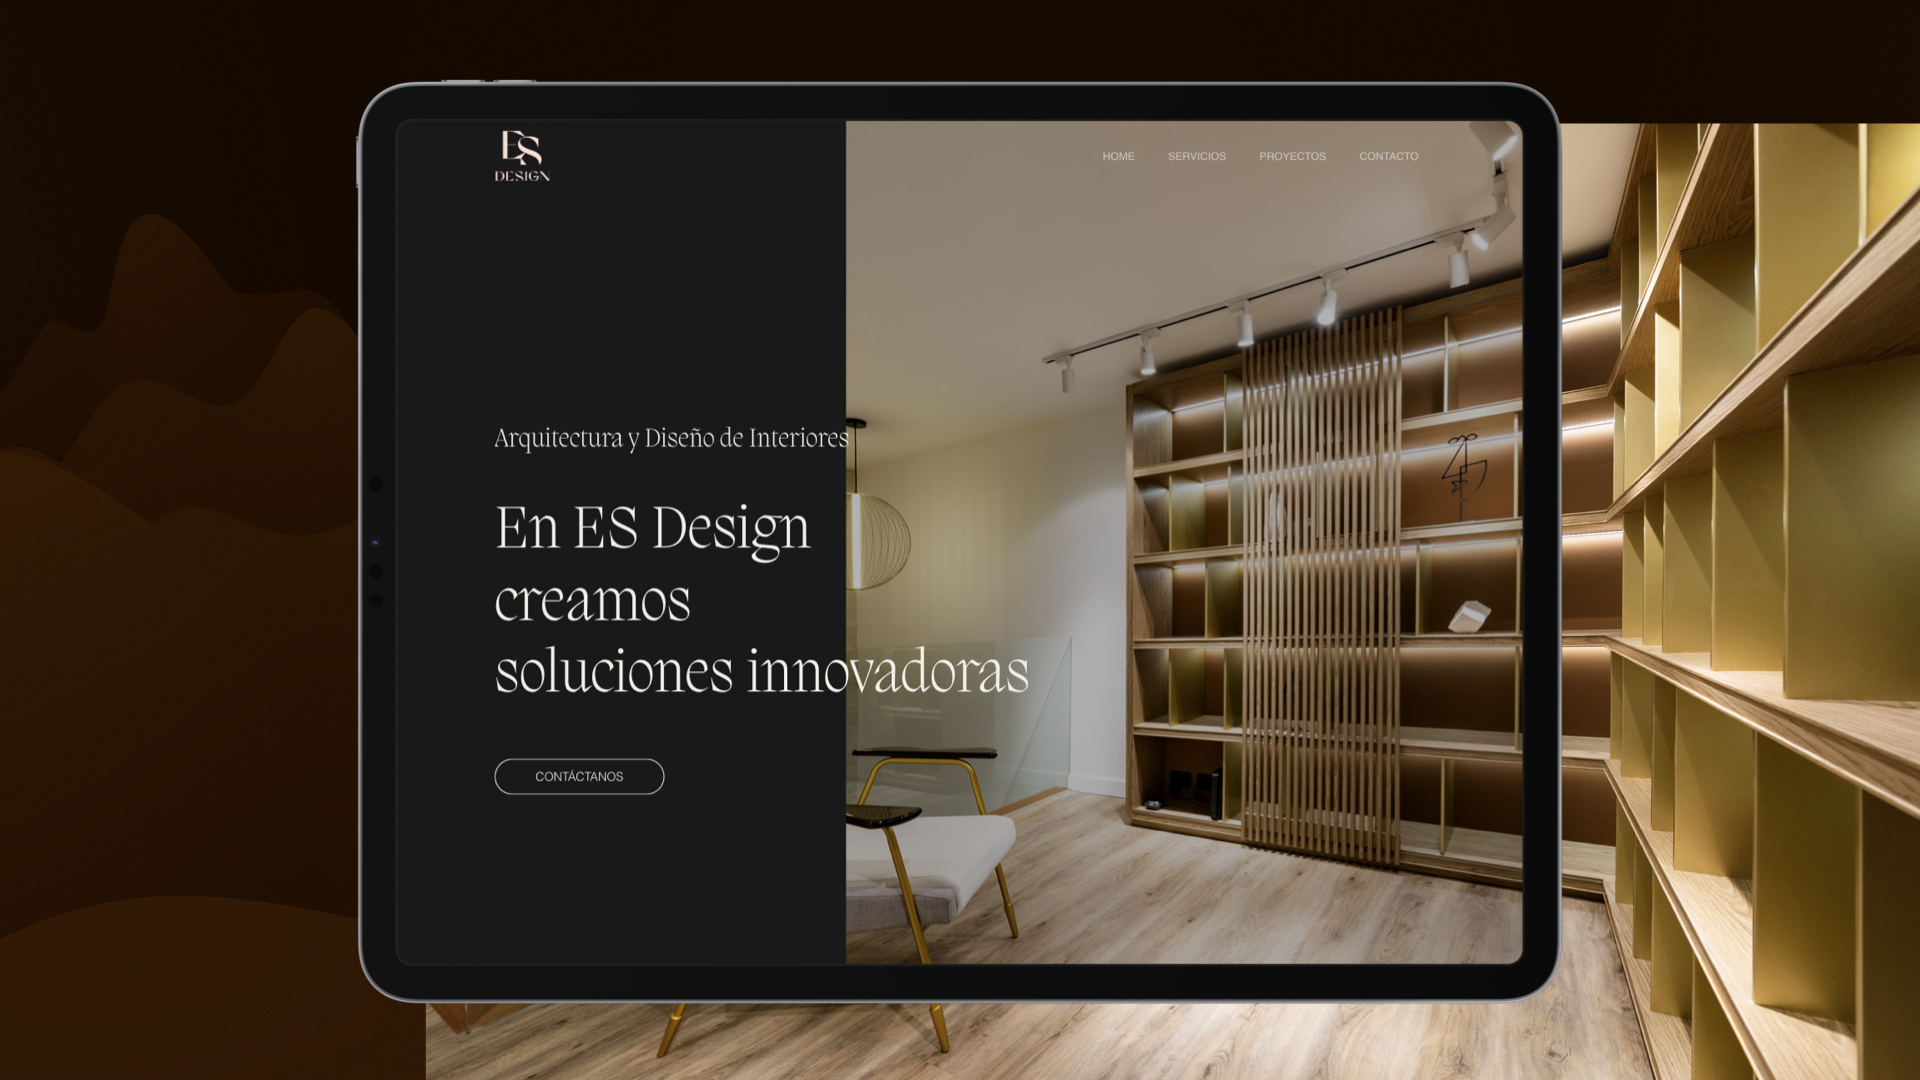 ES
DESIGN
HOME SERVICIOS PROYECTOS CONTACTO
Arquitectura y Diseño de Interiores
En ES Design
creamos
soluciones innovadoras
CONTÁCTANOS